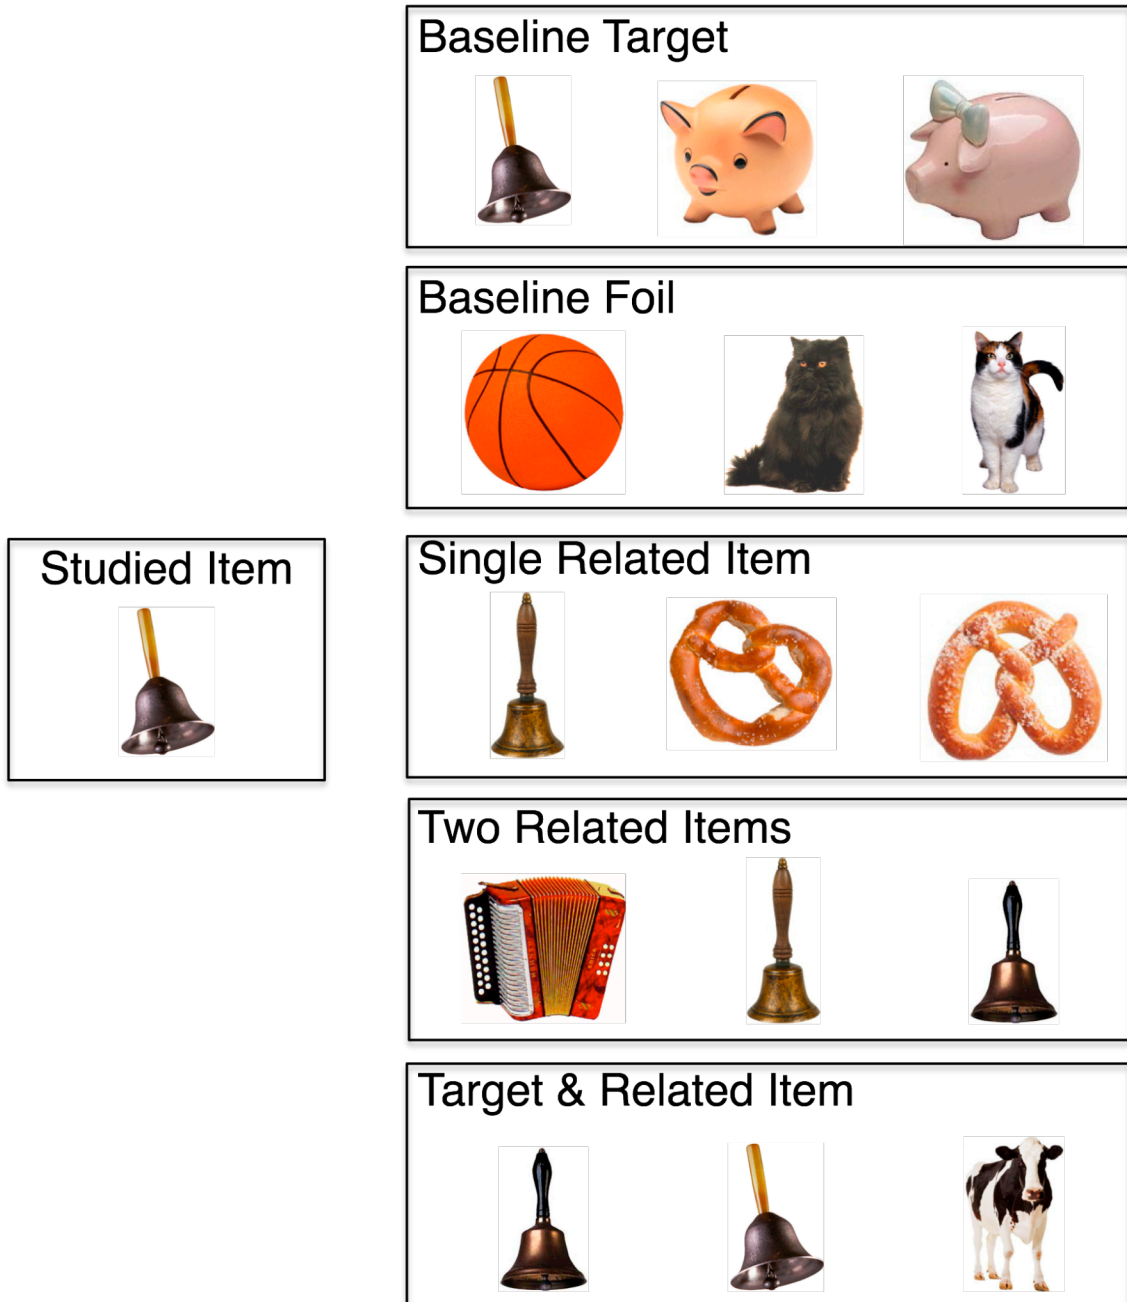 Baseline Target
Baseline Foil
Studied Item
Single Related Item
Two Related Items
Target & Related Item